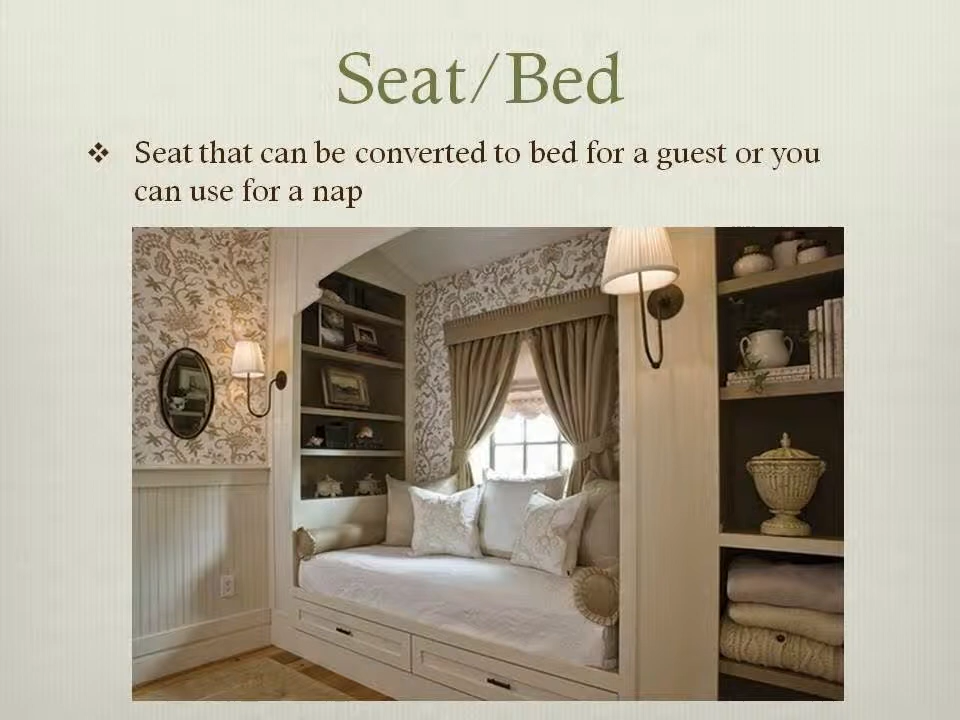 Seat/Bed
❖ Seat that can be converted to bed for a guest or you
can use for a nap